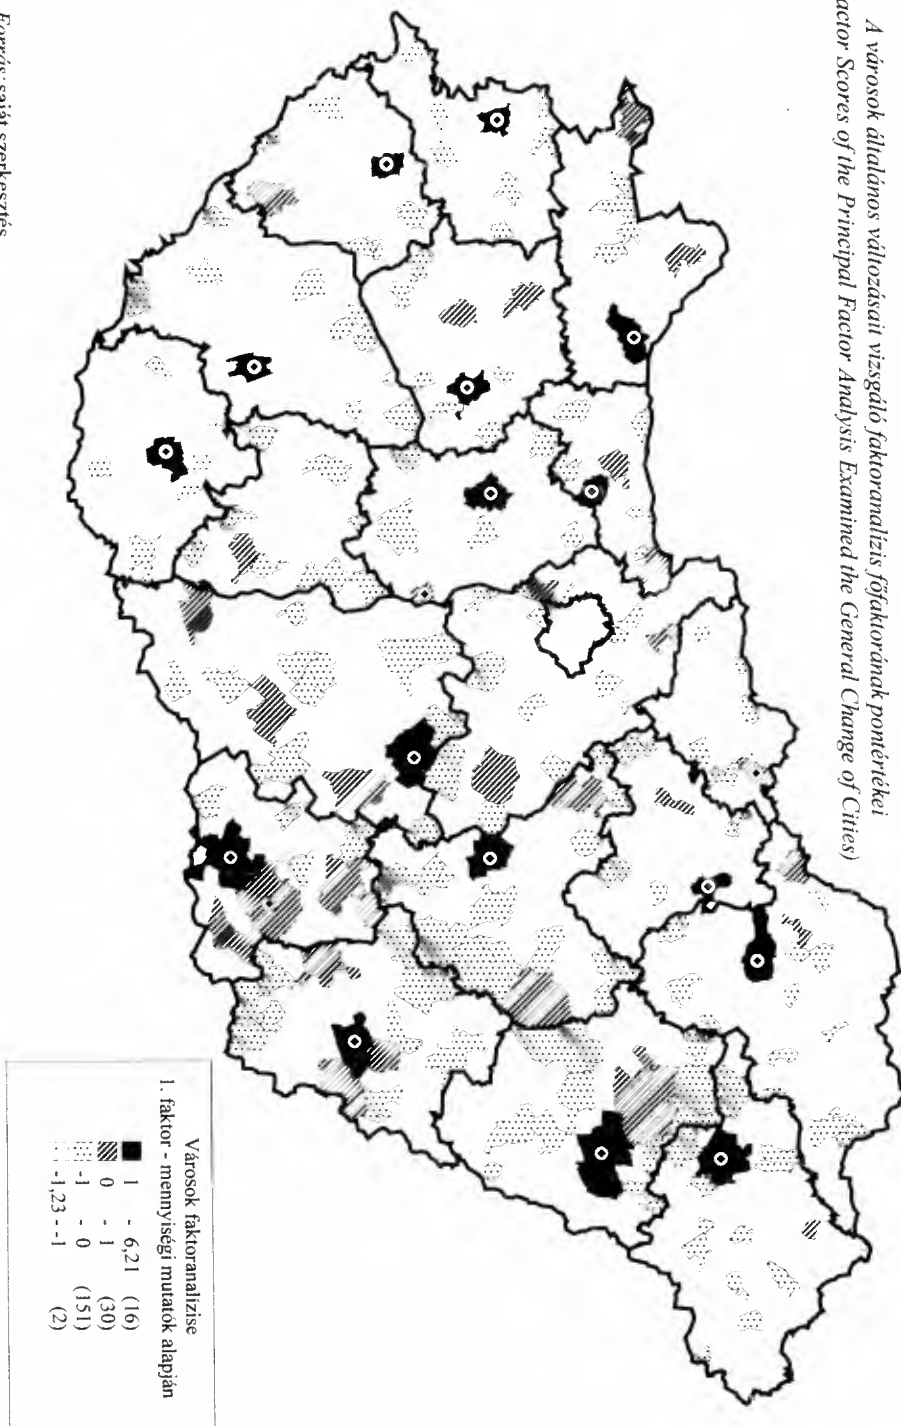 A városok általános változásait vizsgáló faktoranalízis főfaktorának pontértékei
actor Scores of the Principal Factor Analysis Examined the General Change of Cities)
Városok faktoranalízise
1. faktor - mennyiségi mutatók alapján
1 - 6,21 (16)
0 - 1 (30)
-1 - 0 (151)
-1,23 - -1 (2)
Forrás: saját szerkesztés